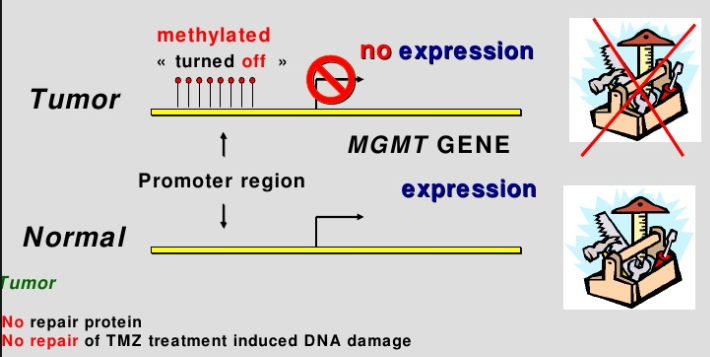 methylated
« turned off »
no expression
Tumor
MGMT GENE
Promoter region
expression
Normal
Tumor
No repair protein
No repair of TMZ treatment induced DNA damage